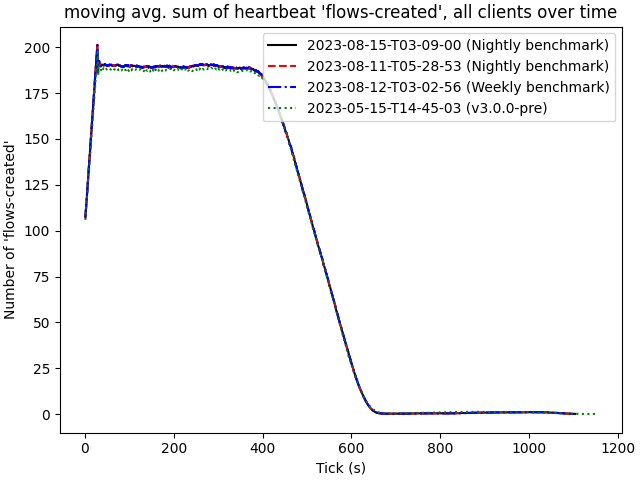 moving avg. sum of heartbeat 'flows-created', all clients over time
2023-08-15-T03-09-00 (Nightly benchmark)
2023-08-11-T05-28-53 (Nightly benchmark)
2023-08-12-T03-02-56 (Weekly benchmark)
2023-05-15-T14-45-03 (v3.0.0-pre)
Number of 'flows-created'
200
175
150
125
100
75
50
25
0
0 200 400 600 800 1000 1200
Tick (s)